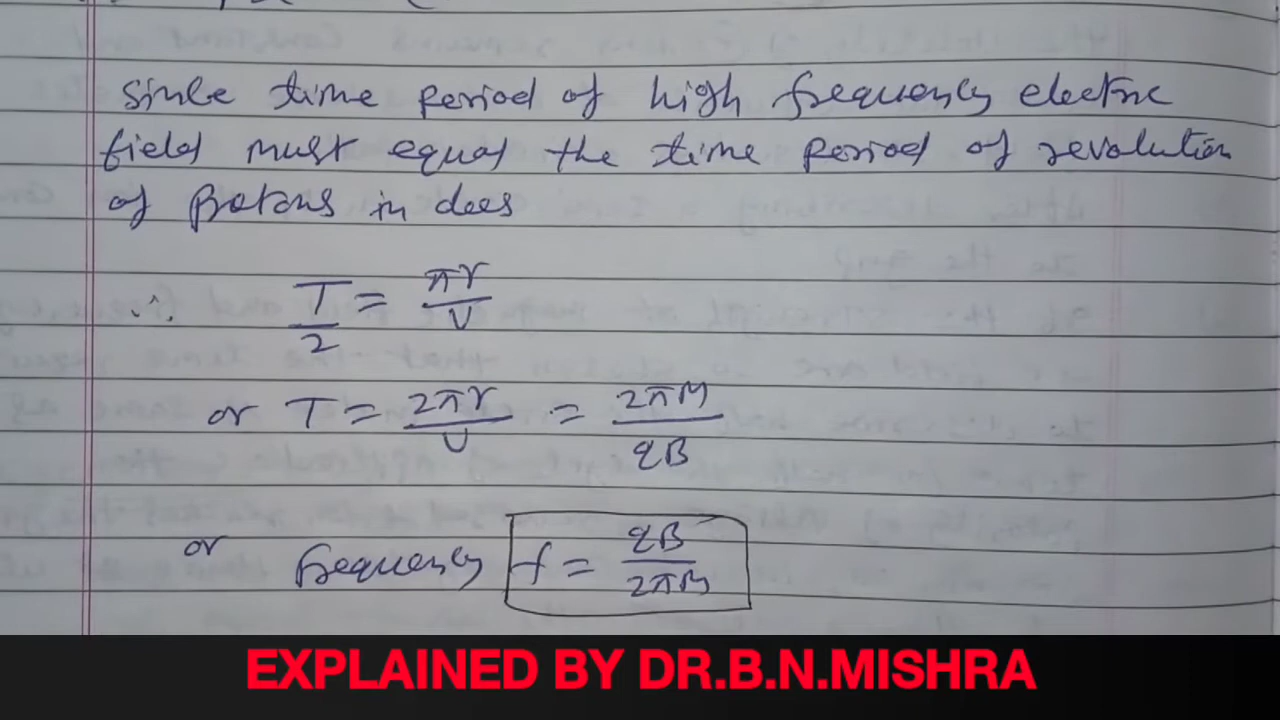 since time period of high frequency electric
field must equal the time period of revolution
of Protons in dees
∴ T/2 = πr/v
or T = 2πr/v = 2πM/qB
or frequency f = qB/2πM
EXPLAINED BY DR.B.N.MISHRA